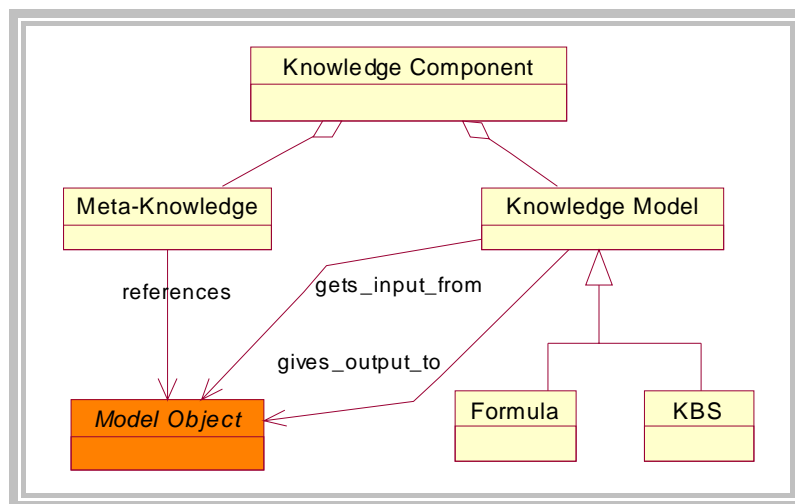 Knowledge Component
Meta-Knowledge
Knowledge Model
references
gets_input_from
gives_output_to
Model Object
Formula
KBS